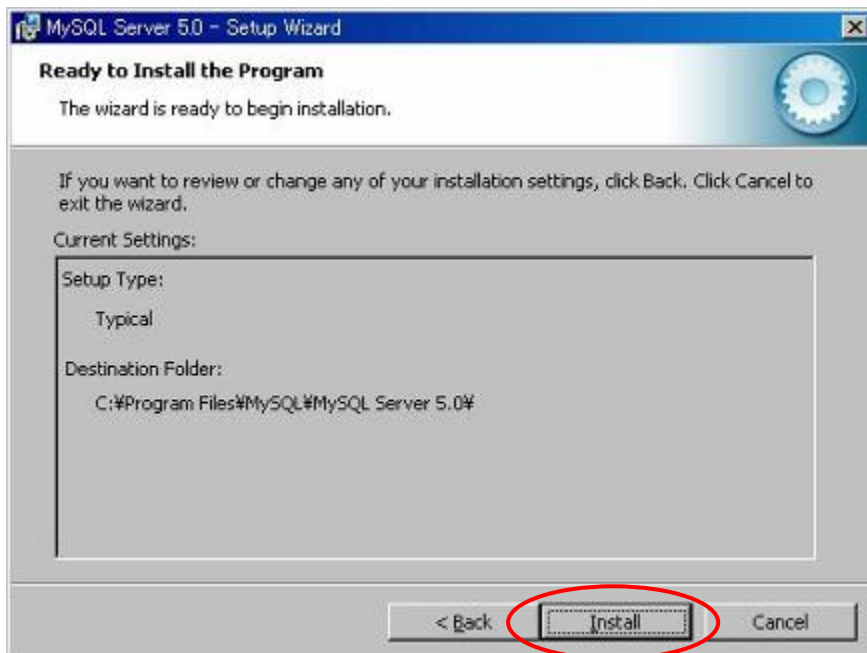 MySQL Server 5.0 - Setup Wizard
Ready to Install the Program
The wizard is ready to begin installation.
If you want to review or change any of your installation settings, click Back. Click Cancel to
exit the wizard.
Current Settings:
Setup Type:
Typical
Destination Folder:
C:¥Program Files¥MySQL¥MySQL Server 5.0¥
< Back Install Cancel